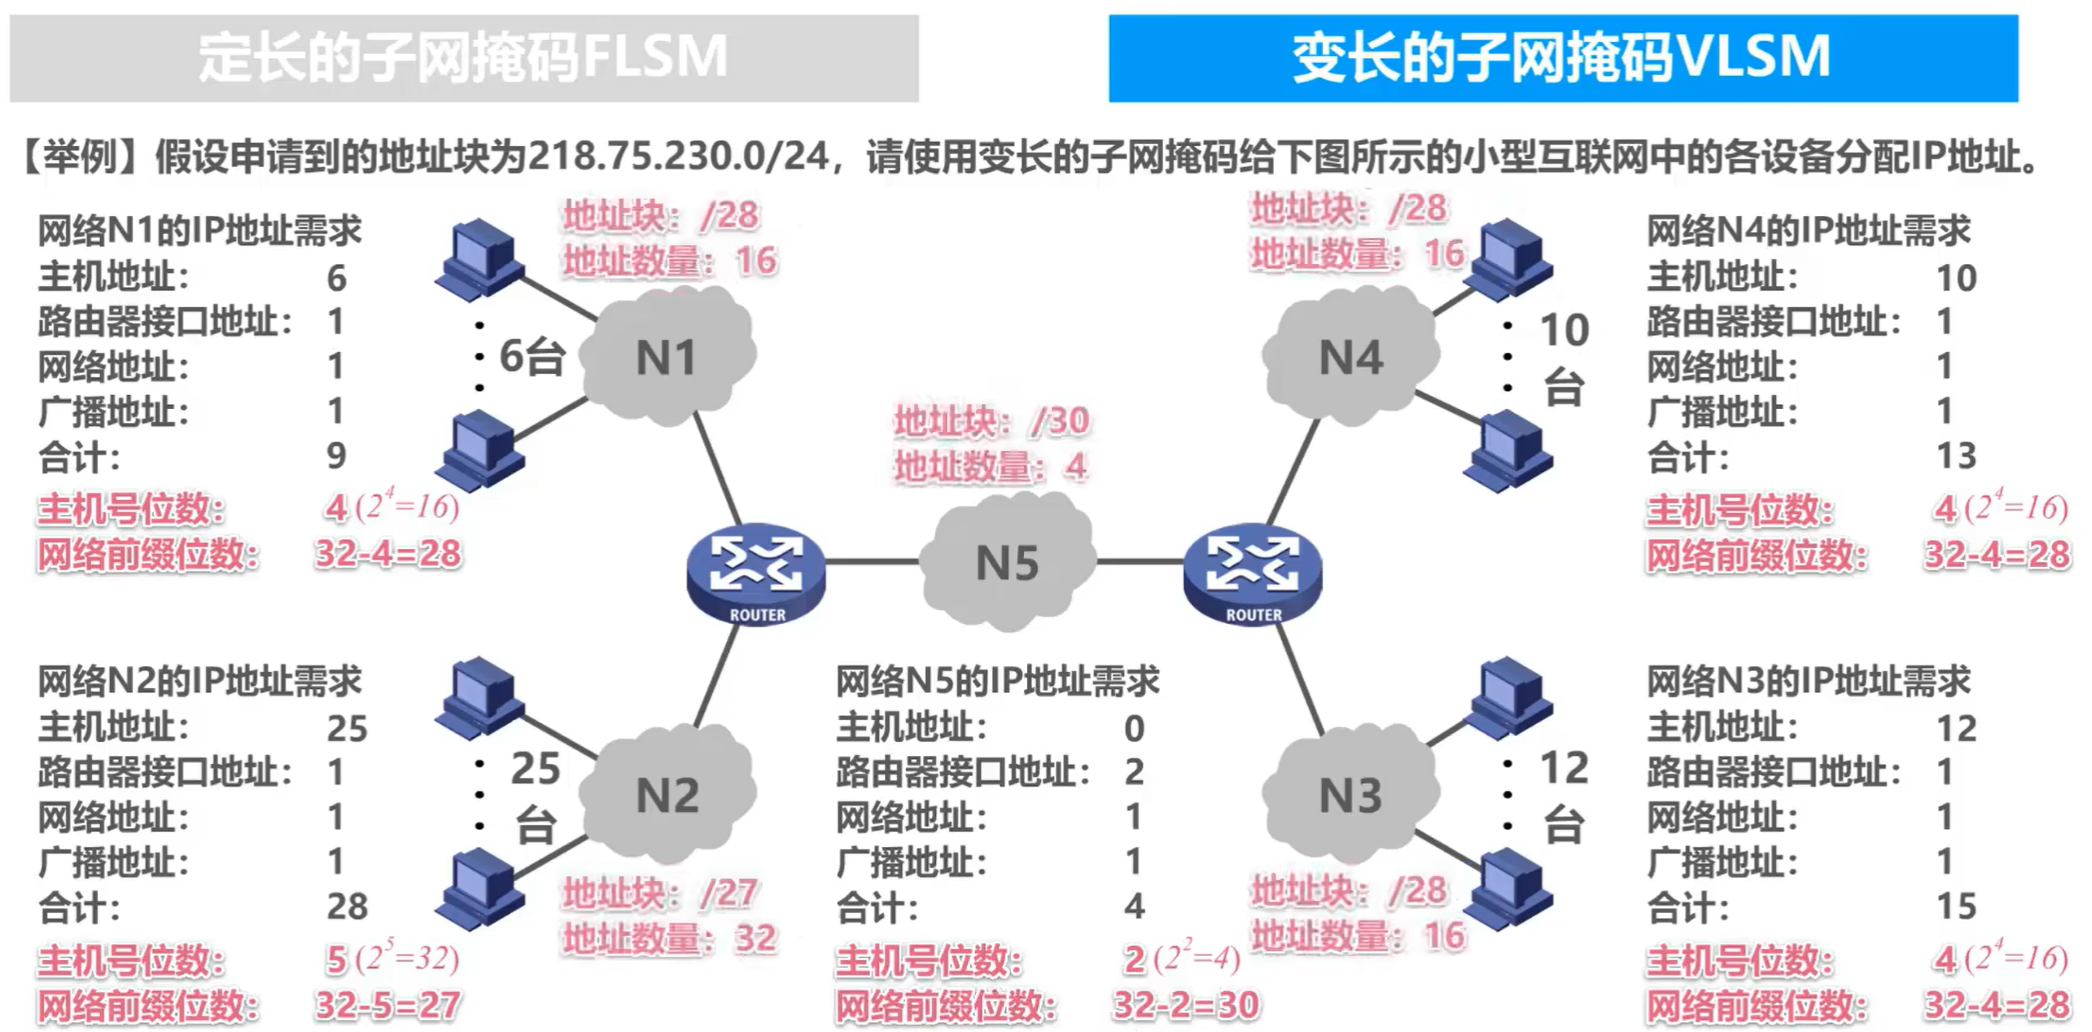 定长的子网掩码FLSM
变长的子网掩码VLSM
【举例】假设申请到的地址块为218.75.230.0/24，请使用变长的子网掩码给下图所示的小型互联网中的各设备分配IP地址。
网络N1的IP地址需求
主机地址： 6
路由器接口地址： 1
网络地址： 1
广播地址： 1
合计： 9
主机号位数： 4 (2⁴=16)
网络前缀位数： 32-4=28
地址块：/28
地址数量：16
6台
N1
地址块：/28
地址数量：16
N4
10
台
网络N4的IP地址需求
主机地址： 10
路由器接口地址： 1
网络地址： 1
广播地址： 1
合计： 13
主机号位数： 4 (2⁴=16)
网络前缀位数： 32-4=28
地址块：/30
地址数量：4
N5
ROUTER
ROUTER
网络N2的IP地址需求
主机地址： 25
路由器接口地址： 1
网络地址： 1
广播地址： 1
合计： 28
主机号位数： 5 (2⁵=32)
网络前缀位数： 32-5=27
25
台
N2
地址块：/27
地址数量：32
网络N5的IP地址需求
主机地址： 0
路由器接口地址： 2
网络地址： 1
广播地址： 1
合计： 4
主机号位数： 2 (2²=4)
网络前缀位数： 32-2=30
N3
12
台
地址块：/28
地址数量：16
网络N3的IP地址需求
主机地址： 12
路由器接口地址： 1
网络地址： 1
广播地址： 1
合计： 15
主机号位数： 4 (2⁴=16)
网络前缀位数： 32-4=28